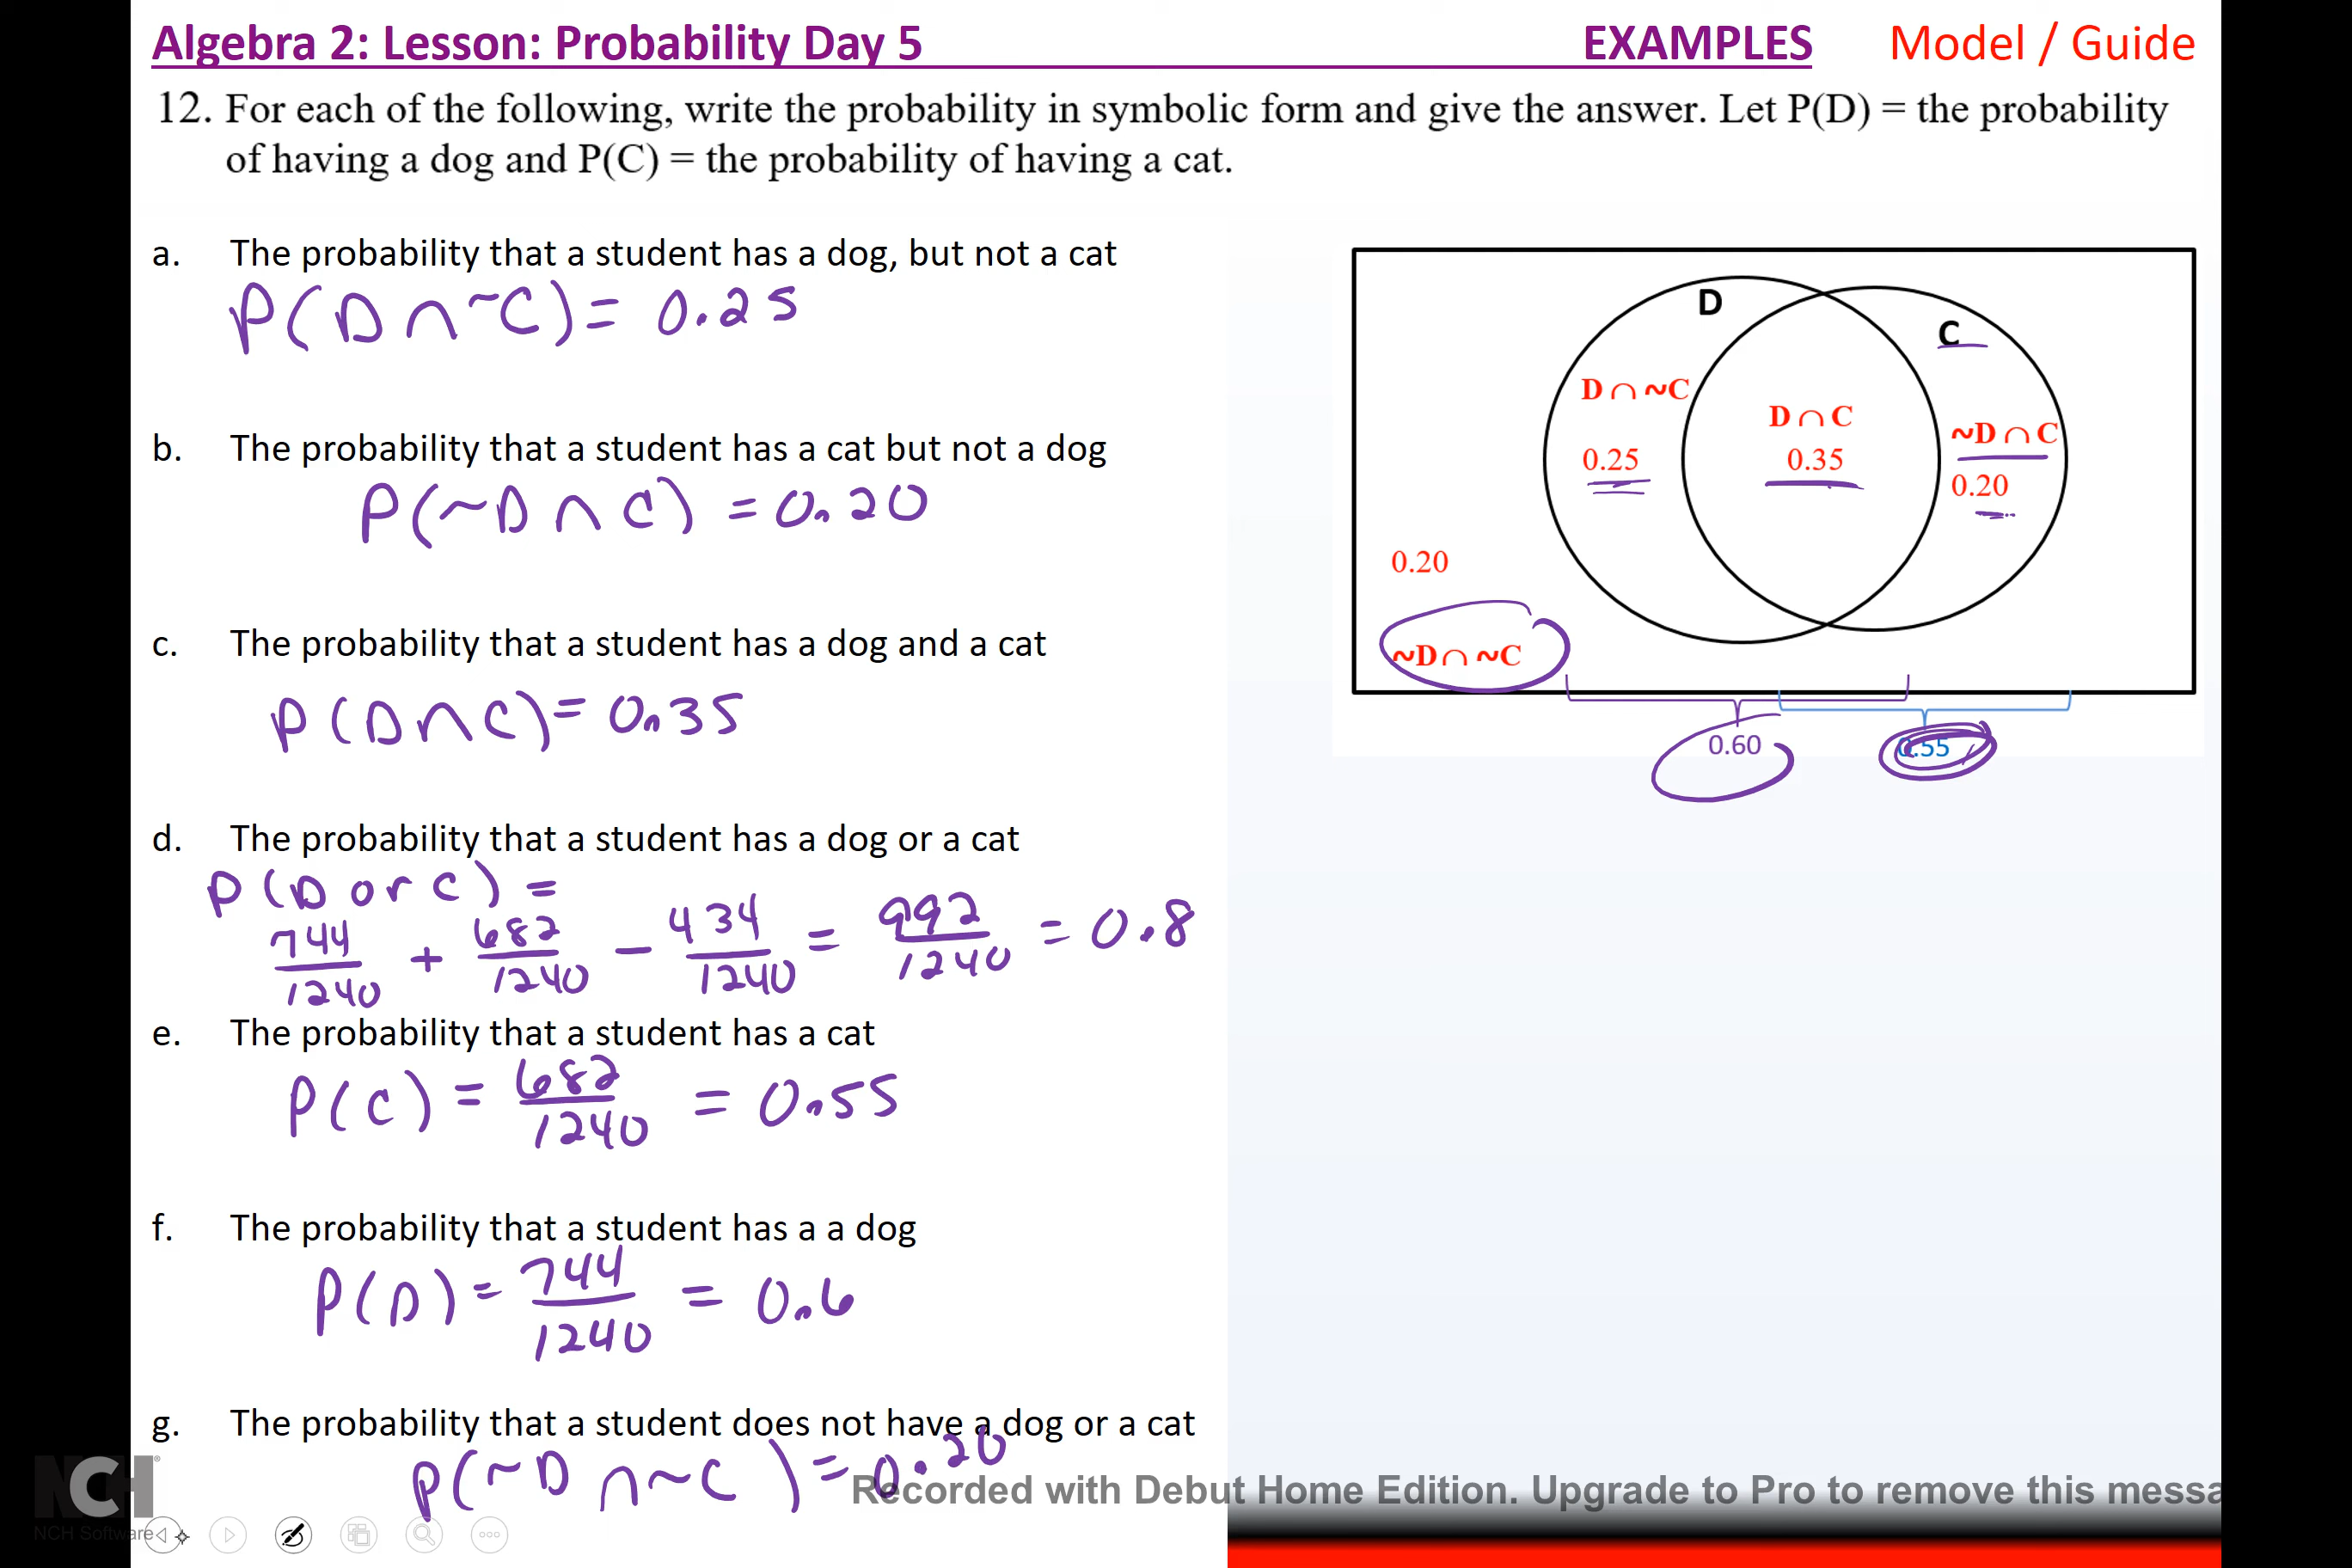 Algebra 2: Lesson: Probability Day 5 EXAMPLES Model / Guide
12. For each of the following, write the probability in symbolic form and give the answer. Let P(D) = the probability
of having a dog and P(C) = the probability of having a cat.
a. The probability that a student has a dog, but not a cat
P(D ∩ ~C) = 0.25
b. The probability that a student has a cat but not a dog
P(~D ∩ C) = 0.20
c. The probability that a student has a dog and a cat
P(D ∩ C) = 0.35
d. The probability that a student has a dog or a cat
P(D or C) =
744/1240 + 682/1240 - 434/1240 = 992/1240 = 0.8
e. The probability that a student has a cat
P(C) = 682/1240 = 0.55
f. The probability that a student has a a dog
P(D) = 744/1240 = 0.6
g. The probability that a student does not have a dog or a cat
P(~D ∩ ~C) = 0.20
D
C
D ∩ ~C
0.25
D ∩ C
0.35
~D ∩ C
0.20
0.20
~D ∩ ~C
0.60
0.55
NCH
NCH Software
Recorded with Debut Home Edition. Upgrade to Pro to remove this messa